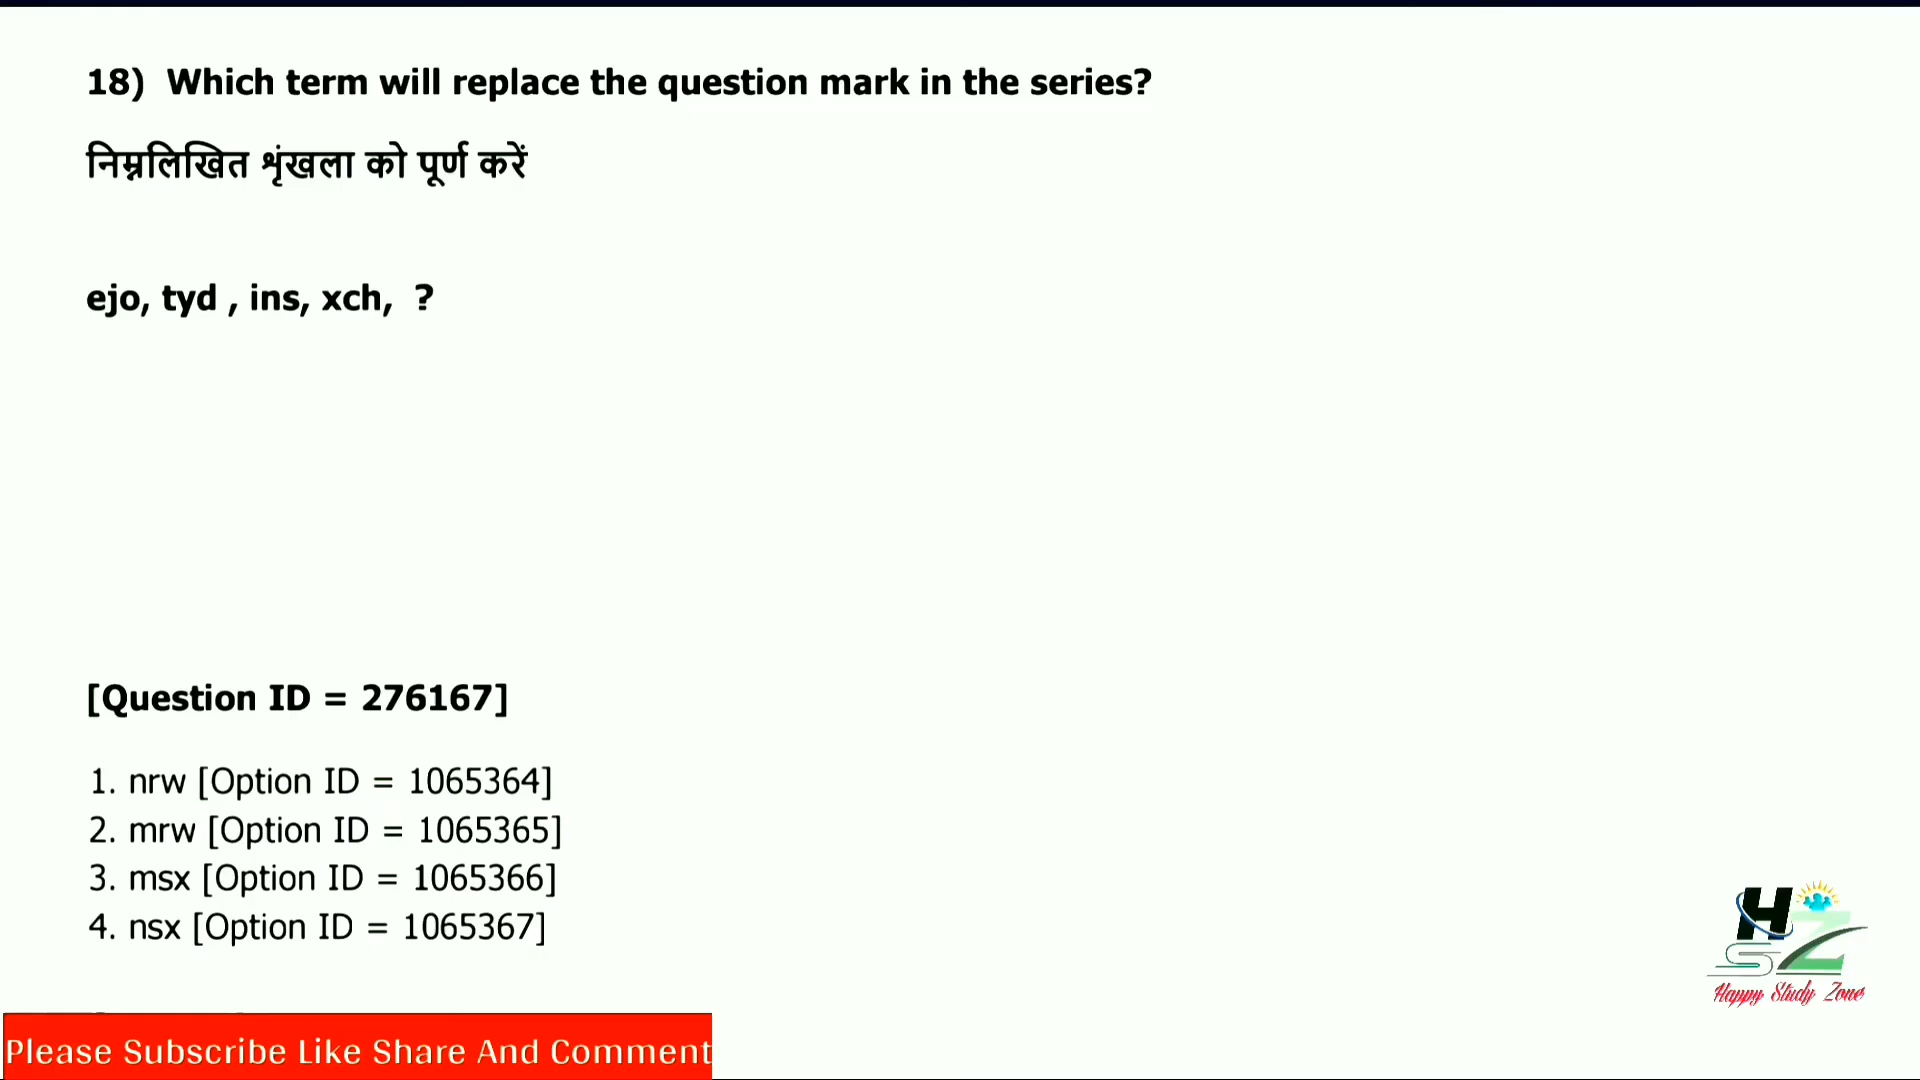 18) Which term will replace the question mark in the series?
निम्नलिखित शृंखला को पूर्ण करें
ejo, tyd , ins, xch, ?
[Question ID = 276167]
1. nrw [Option ID = 1065364]
2. mrw [Option ID = 1065365]
3. msx [Option ID = 1065366]
4. nsx [Option ID = 1065367]
HSZ
Happy Study Zone
Please Subscribe Like Share And Comment